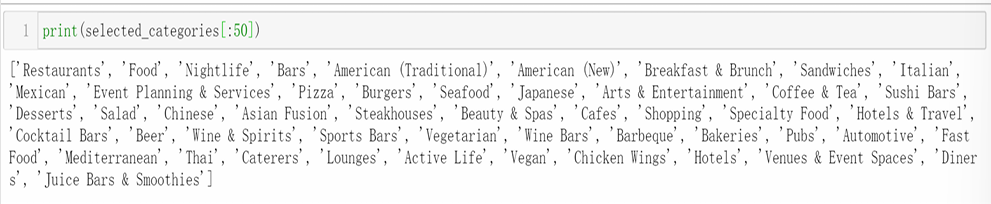 1 print(selected_categories[:50])
['Restaurants', 'Food', 'Nightlife', 'Bars', 'American (Traditional)', 'American (New)', 'Breakfast & Brunch', 'Sandwiches', 'Italian',
'Mexican', 'Event Planning & Services', 'Pizza', 'Burgers', 'Seafood', 'Japanese', 'Arts & Entertainment', 'Coffee & Tea', 'Sushi Bars',
'Desserts', 'Salad', 'Chinese', 'Asian Fusion', 'Steakhouses', 'Beauty & Spas', 'Cafes', 'Shopping', 'Specialty Food', 'Hotels & Travel',
'Cocktail Bars', 'Beer', 'Wine & Spirits', 'Sports Bars', 'Vegetarian', 'Wine Bars', 'Barbeque', 'Bakeries', 'Pubs', 'Automotive', 'Fast
Food', 'Mediterranean', 'Thai', 'Caterers', 'Lounges', 'Active Life', 'Vegan', 'Chicken Wings', 'Hotels', 'Venues & Event Spaces', 'Diner
s', 'Juice Bars & Smoothies']